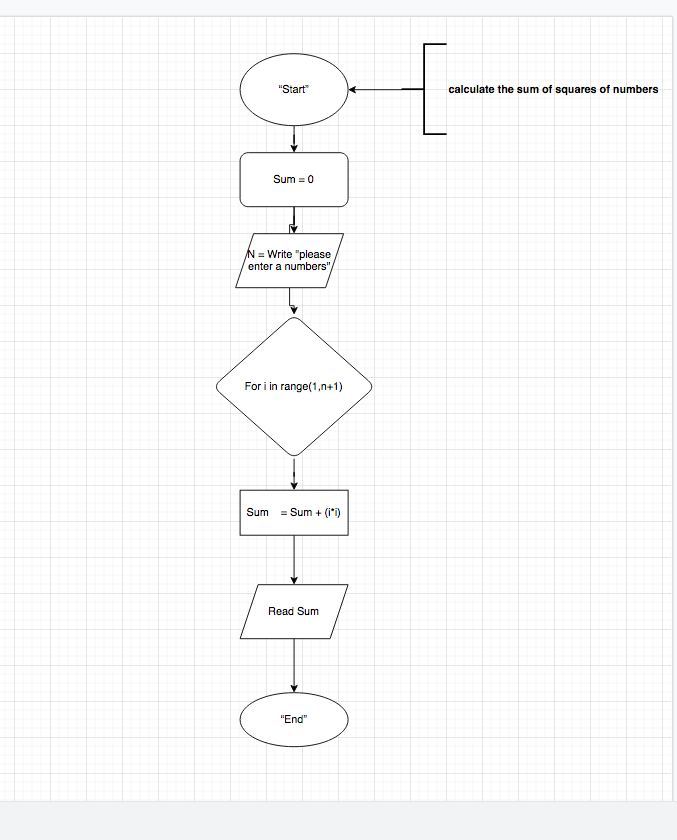 “Start”
calculate the sum of squares of numbers
Sum = 0
N = Write "please
enter a numbers"
For i in range(1,n+1)
Sum = Sum + (i*i)
Read Sum
“End”